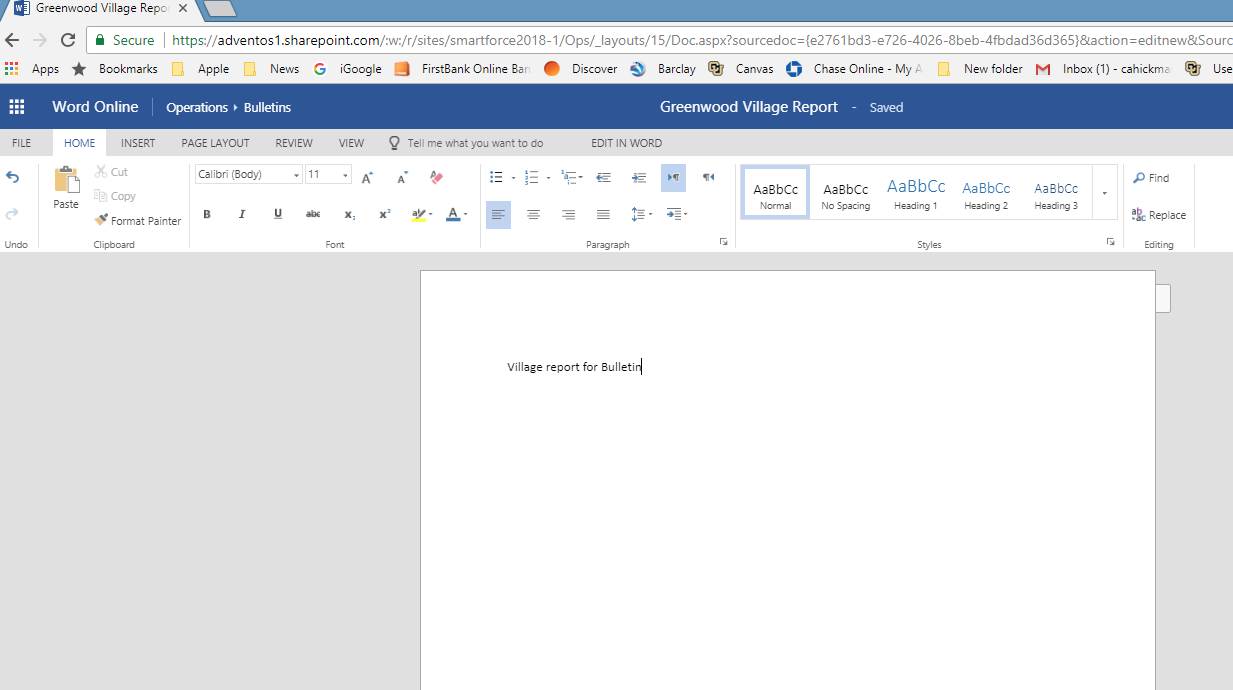 Greenwood Village Repor
Secure https://adventos1.sharepoint.com/:w:/r/sites/smartforce2018-1/Ops/_layouts/15/Doc.aspx?sourcedoc={e2761bd3-e726-4026-8beb-4fbdad36d365}&action=editnew&Sourc
Apps Bookmarks Apple News iGoogle FirstBank Online Ban Discover Barclay Canvas Chase Online - My A New folder Inbox (1) - cahickma Use
Word Online Operations Bulletins Greenwood Village Report - Saved
FILE HOME INSERT PAGE LAYOUT REVIEW VIEW Tell me what you want to do EDIT IN WORD
Paste Cut Copy Format Painter
Calibri (Body) 11
B I U abc x₂ x² ab A
AaBbCc AaBbCc AaBbCc AaBbCc AaBbCc
Normal No Spacing Heading 1 Heading 2 Heading 3
Find
Replace
Undo Clipboard Font Paragraph Styles Editing
Village report for Bulletin